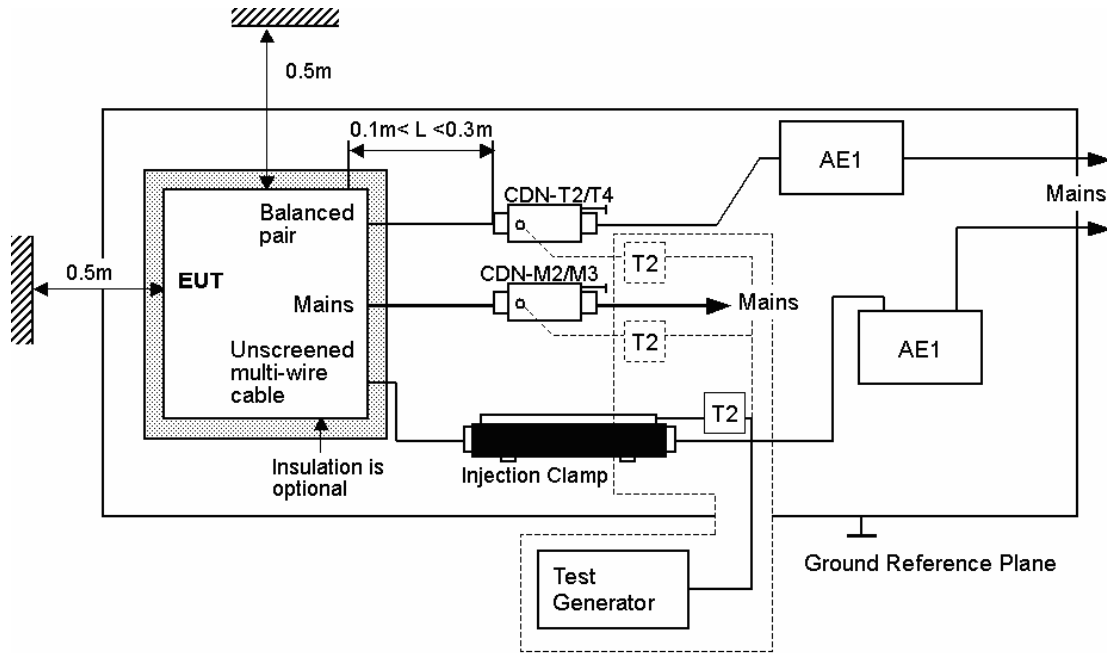 0.5m
0.1m< L <0.3m
AE1
Mains
CDN-T2/T4
Balanced
pair
T2
0.5m
EUT
CDN-M2/M3
Mains
Mains
T2
AE1
Unscreened
multi-wire
cable
T2
Insulation is
optional
Injection Clamp
Ground Reference Plane
Test
Generator